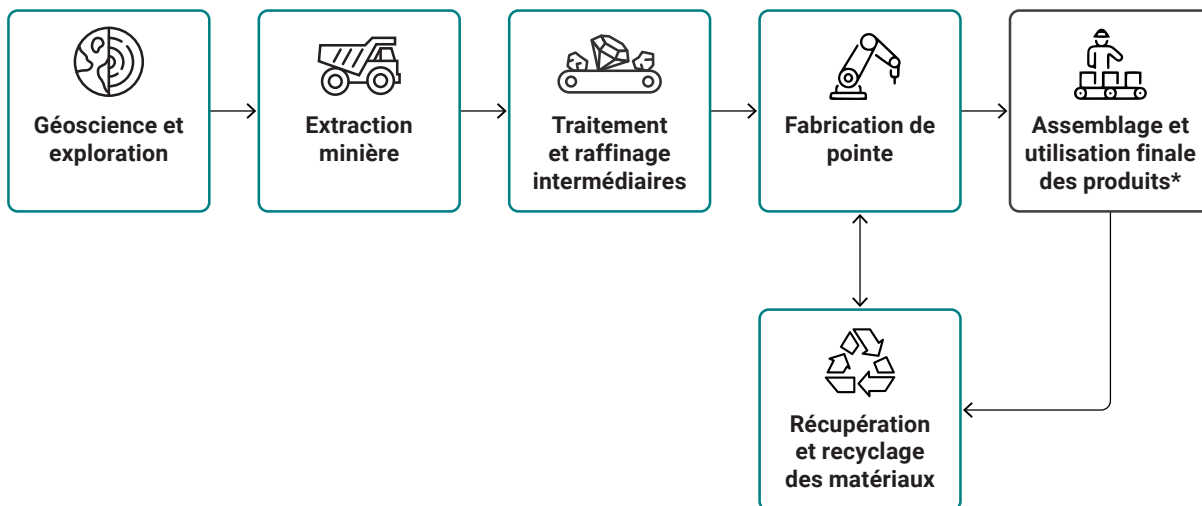 Géoscience et
exploration
Extraction
minière
Traitement
et raffinage
intermédiaires
Fabrication de
pointe
Assemblage et
utilisation finale
des produits*
Récupération
et recyclage
des matériaux